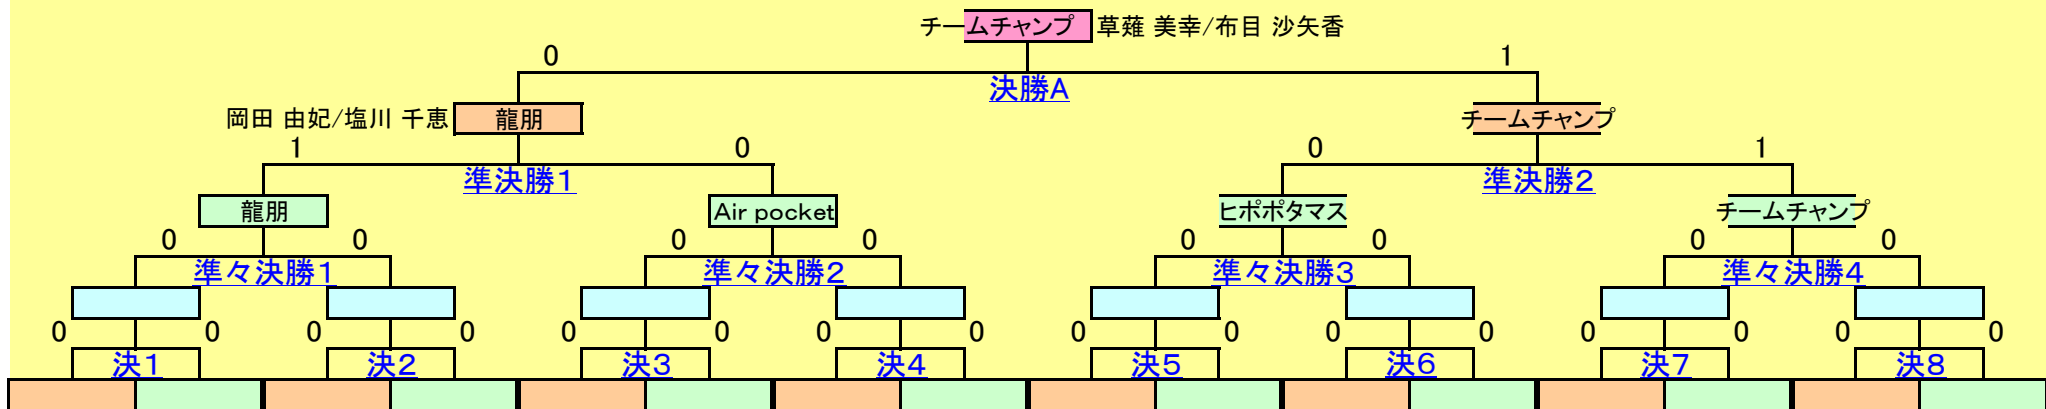 チームチャンプ 草薙 美幸/布目 沙矢香
0 1
決勝A
岡田 由妃/塩川 千恵 龍朋 チームチャンプ
1 0 0 1
準決勝1 準決勝2
龍朋 Air pocket ヒポポタマス チームチャンプ
0 0 0 0 0 0 0 0
準々決勝1 準々決勝2 準々決勝3 準々決勝4
0 0 0 0 0 0 0 0 0 0 0 0 0 0 0 0
決1 決2 決3 決4 決5 決6 決7 決8